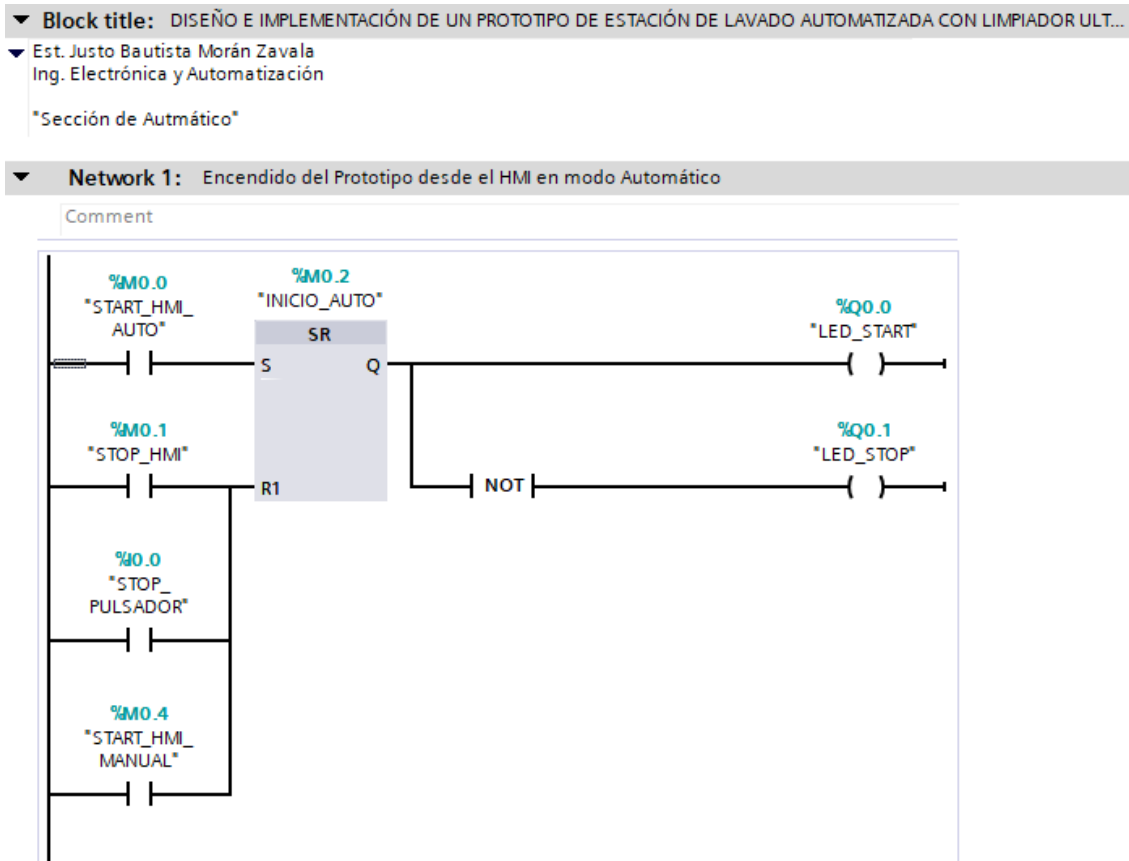 Block title: DISEÑO E IMPLEMENTACIÓN DE UN PROTOTIPO DE ESTACIÓN DE LAVADO AUTOMATIZADA CON LIMPIADOR ULT...
Est. Justo Bautista Morán Zavala
Ing. Electrónica y Automatización
"Sección de Autmático"
Network 1: Encendido del Prototipo desde el HMI en modo Automático
Comment
%M0.0
"START_HMI_
AUTO"
%M0.2
"INICIO_AUTO"
SR
S
Q
%Q0.0
"LED_START"
%M0.1
"STOP_HMI"
R1
NOT
%Q0.1
"LED_STOP"
%I0.0
"STOP_
PULSADOR"
%M0.4
"START_HMI_
MANUAL"